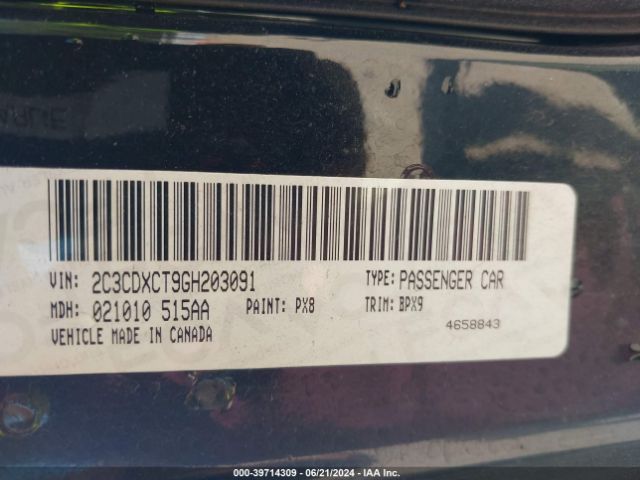 VIN: 2C3CDXCT9GH203091 TYPE: PASSENGER CAR
MDH: 021010 515AA PAINT: PX8 TRIM: BPX9
VEHICLE MADE IN CANADA 4658843
00-39714309 - 06/21/2024 - IAA Inc.